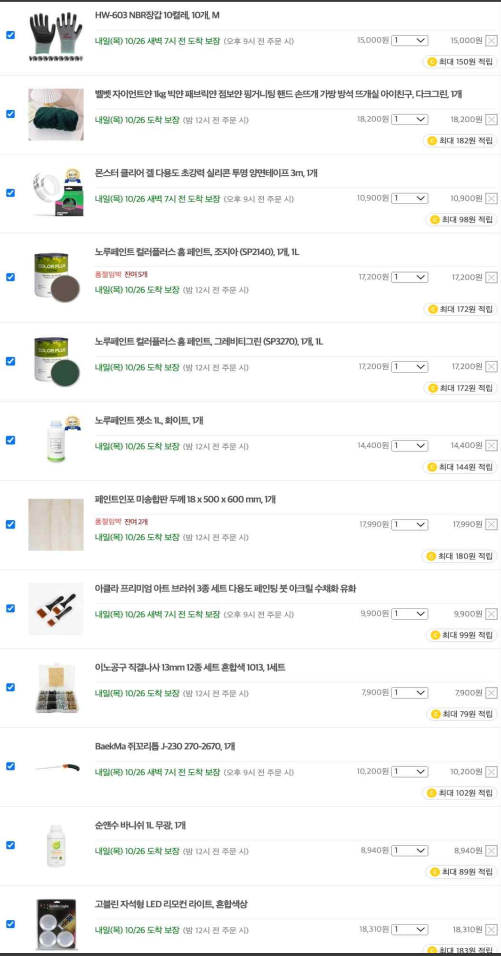 HW-603 NBR장갑 10켤레, 10개, M
내일(목) 10/26 새벽 7시 전 도착 보장 (오후 9시 전 주문 시)
15,000원 1 15,000원
최대 150원 적립
벨벳 자이언트얀 1kg 빅얀 패브릭얀 점보얀 핑거니팅 핸드 손뜨개 가방 방석 뜨개실 아이친구, 다크그린, 1개
내일(목) 10/26 도착 보장 (밤 12시 전 주문 시)
18,200원 1 18,200원
최대 182원 적립
몬스터 클리어 겔 다용도 초강력 실리콘 투명 양면테이프 3m, 1개
내일(목) 10/26 새벽 7시 전 도착 보장 (오후 9시 전 주문 시)
10,900원 1 10,900원
최대 98원 적립
노루페인트 컬러플러스 홈 페인트, 조지아 (SP2140), 1개, 1L
COLOR PLUS
품절임박 잔여 5개
내일(목) 10/26 도착 보장 (밤 12시 전 주문 시)
17,200원 1 17,200원
최대 172원 적립
노루페인트 컬러플러스 홈 페인트, 그레비티그린 (SP3270), 1개, 1L
COLOR PLUS
내일(목) 10/26 도착 보장 (밤 12시 전 주문 시)
17,200원 1 17,200원
최대 172원 적립
노루페인트 젯소 1L, 화이트, 1개
내일(목) 10/26 도착 보장 (밤 12시 전 주문 시)
14,400원 1 14,400원
최대 144원 적립
페인트인포 미송합판 두께 18 x 500 x 600 mm, 1개
품절임박 잔여 2개
내일(목) 10/26 도착 보장 (밤 12시 전 주문 시)
17,990원 1 17,990원
최대 180원 적립
아클라 프리미엄 아트 브러쉬 3종 세트 다용도 페인팅 붓 아크릴 수채화 유화
내일(목) 10/26 새벽 7시 전 도착 보장 (오후 9시 전 주문 시)
9,900원 1 9,900원
최대 99원 적립
이노공구 직결나사 13mm 12종 세트 혼합색 1013, 1세트
내일(목) 10/26 도착 보장 (밤 12시 전 주문 시)
7,900원 1 7,900원
최대 79원 적립
BaekMa 쥐꼬리톱 J-230 270-2670, 1개
내일(목) 10/26 새벽 7시 전 도착 보장 (오후 9시 전 주문 시)
10,200원 1 10,200원
최대 102원 적립
순앤수 바니쉬 1L 무광, 1개
내일(목) 10/26 도착 보장 (밤 12시 전 주문 시)
8,940원 1 8,940원
최대 89원 적립
고블린 자석형 LED 리모컨 라이트, 혼합색상
내일(목) 10/26 도착 보장 (밤 12시 전 주문 시)
18,310원 1 18,310원
최대 183원 적립